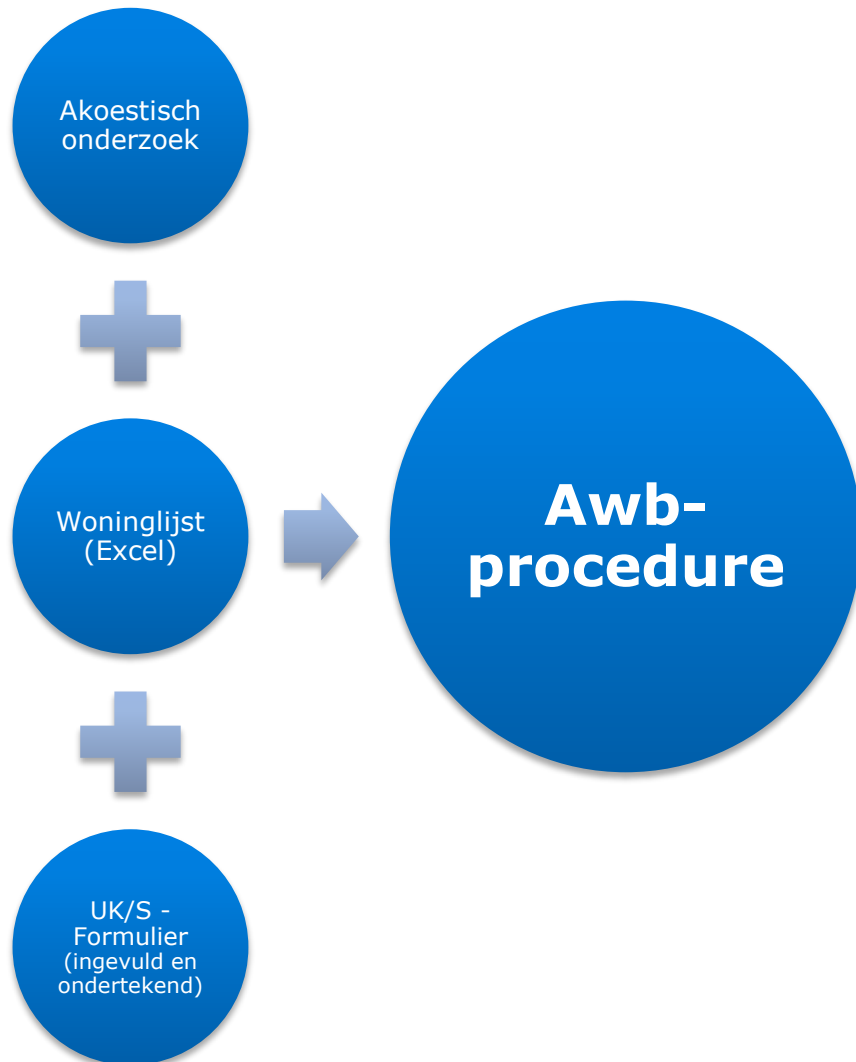 Akoestisch
onderzoek
Woninglijst
(Excel)
UK/S -
Formulier
(ingevuld en
ondertekend)
Awb-
procedure